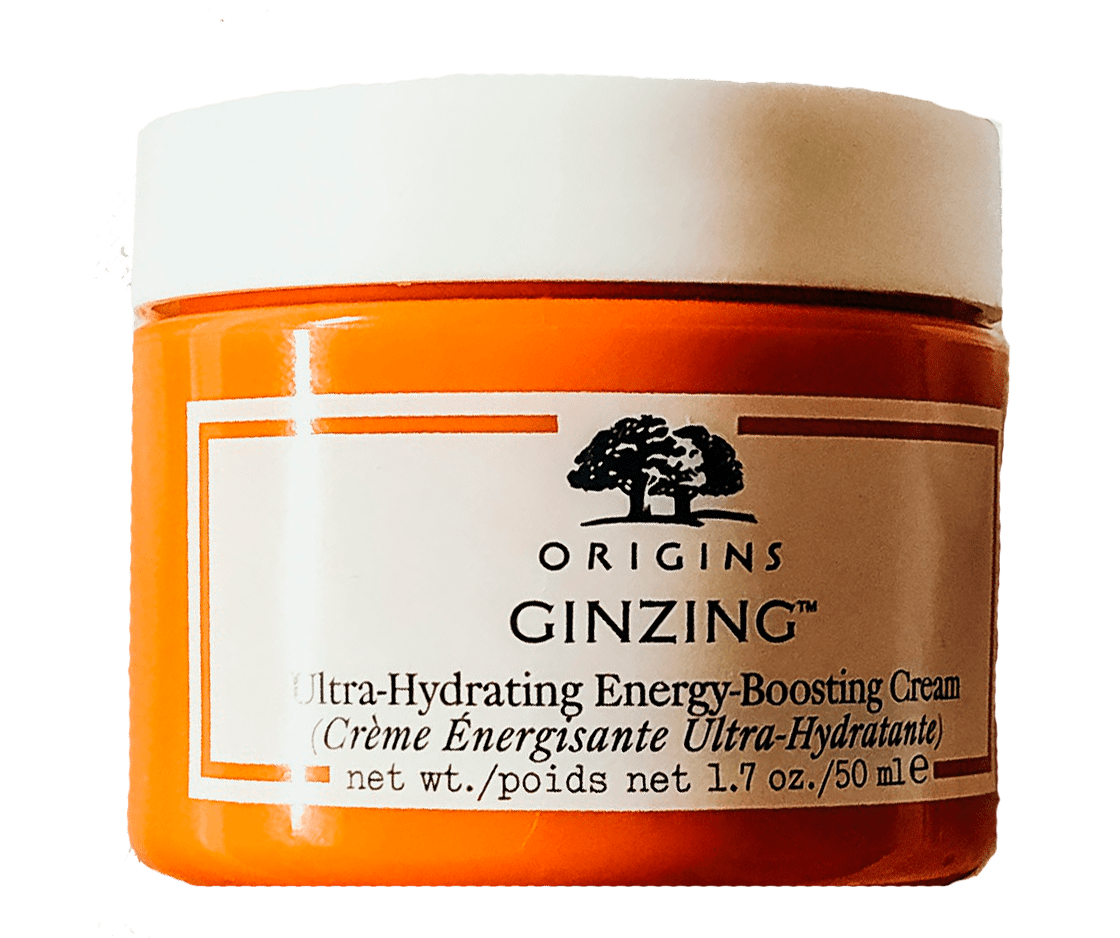 ORIGINS
GINZING™
Ultra-Hydrating Energy-Boosting Cream
(Crème Énergisante Ultra-Hydratante)
net wt./poids net 1.7 oz./50 ml e